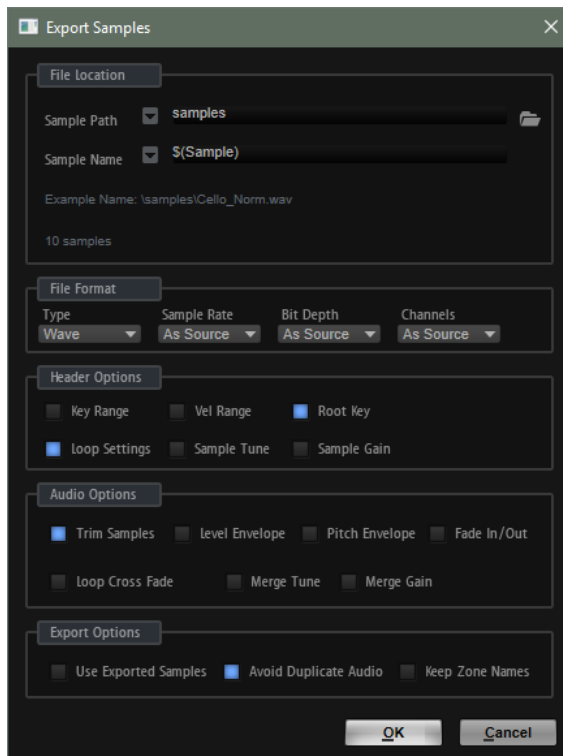 Export Samples
File Location
Sample Path samples
Sample Name $(Sample)
Example Name: \samples\Cello_Norm.wav
10 samples
File Format
Type Sample Rate Bit Depth Channels
Wave As Source As Source As Source
Header Options
Key Range Vel Range Root Key
Loop Settings Sample Tune Sample Gain
Audio Options
Trim Samples Level Envelope Pitch Envelope Fade In/Out
Loop Cross Fade Merge Tune Merge Gain
Export Options
Use Exported Samples Avoid Duplicate Audio Keep Zone Names
OK Cancel